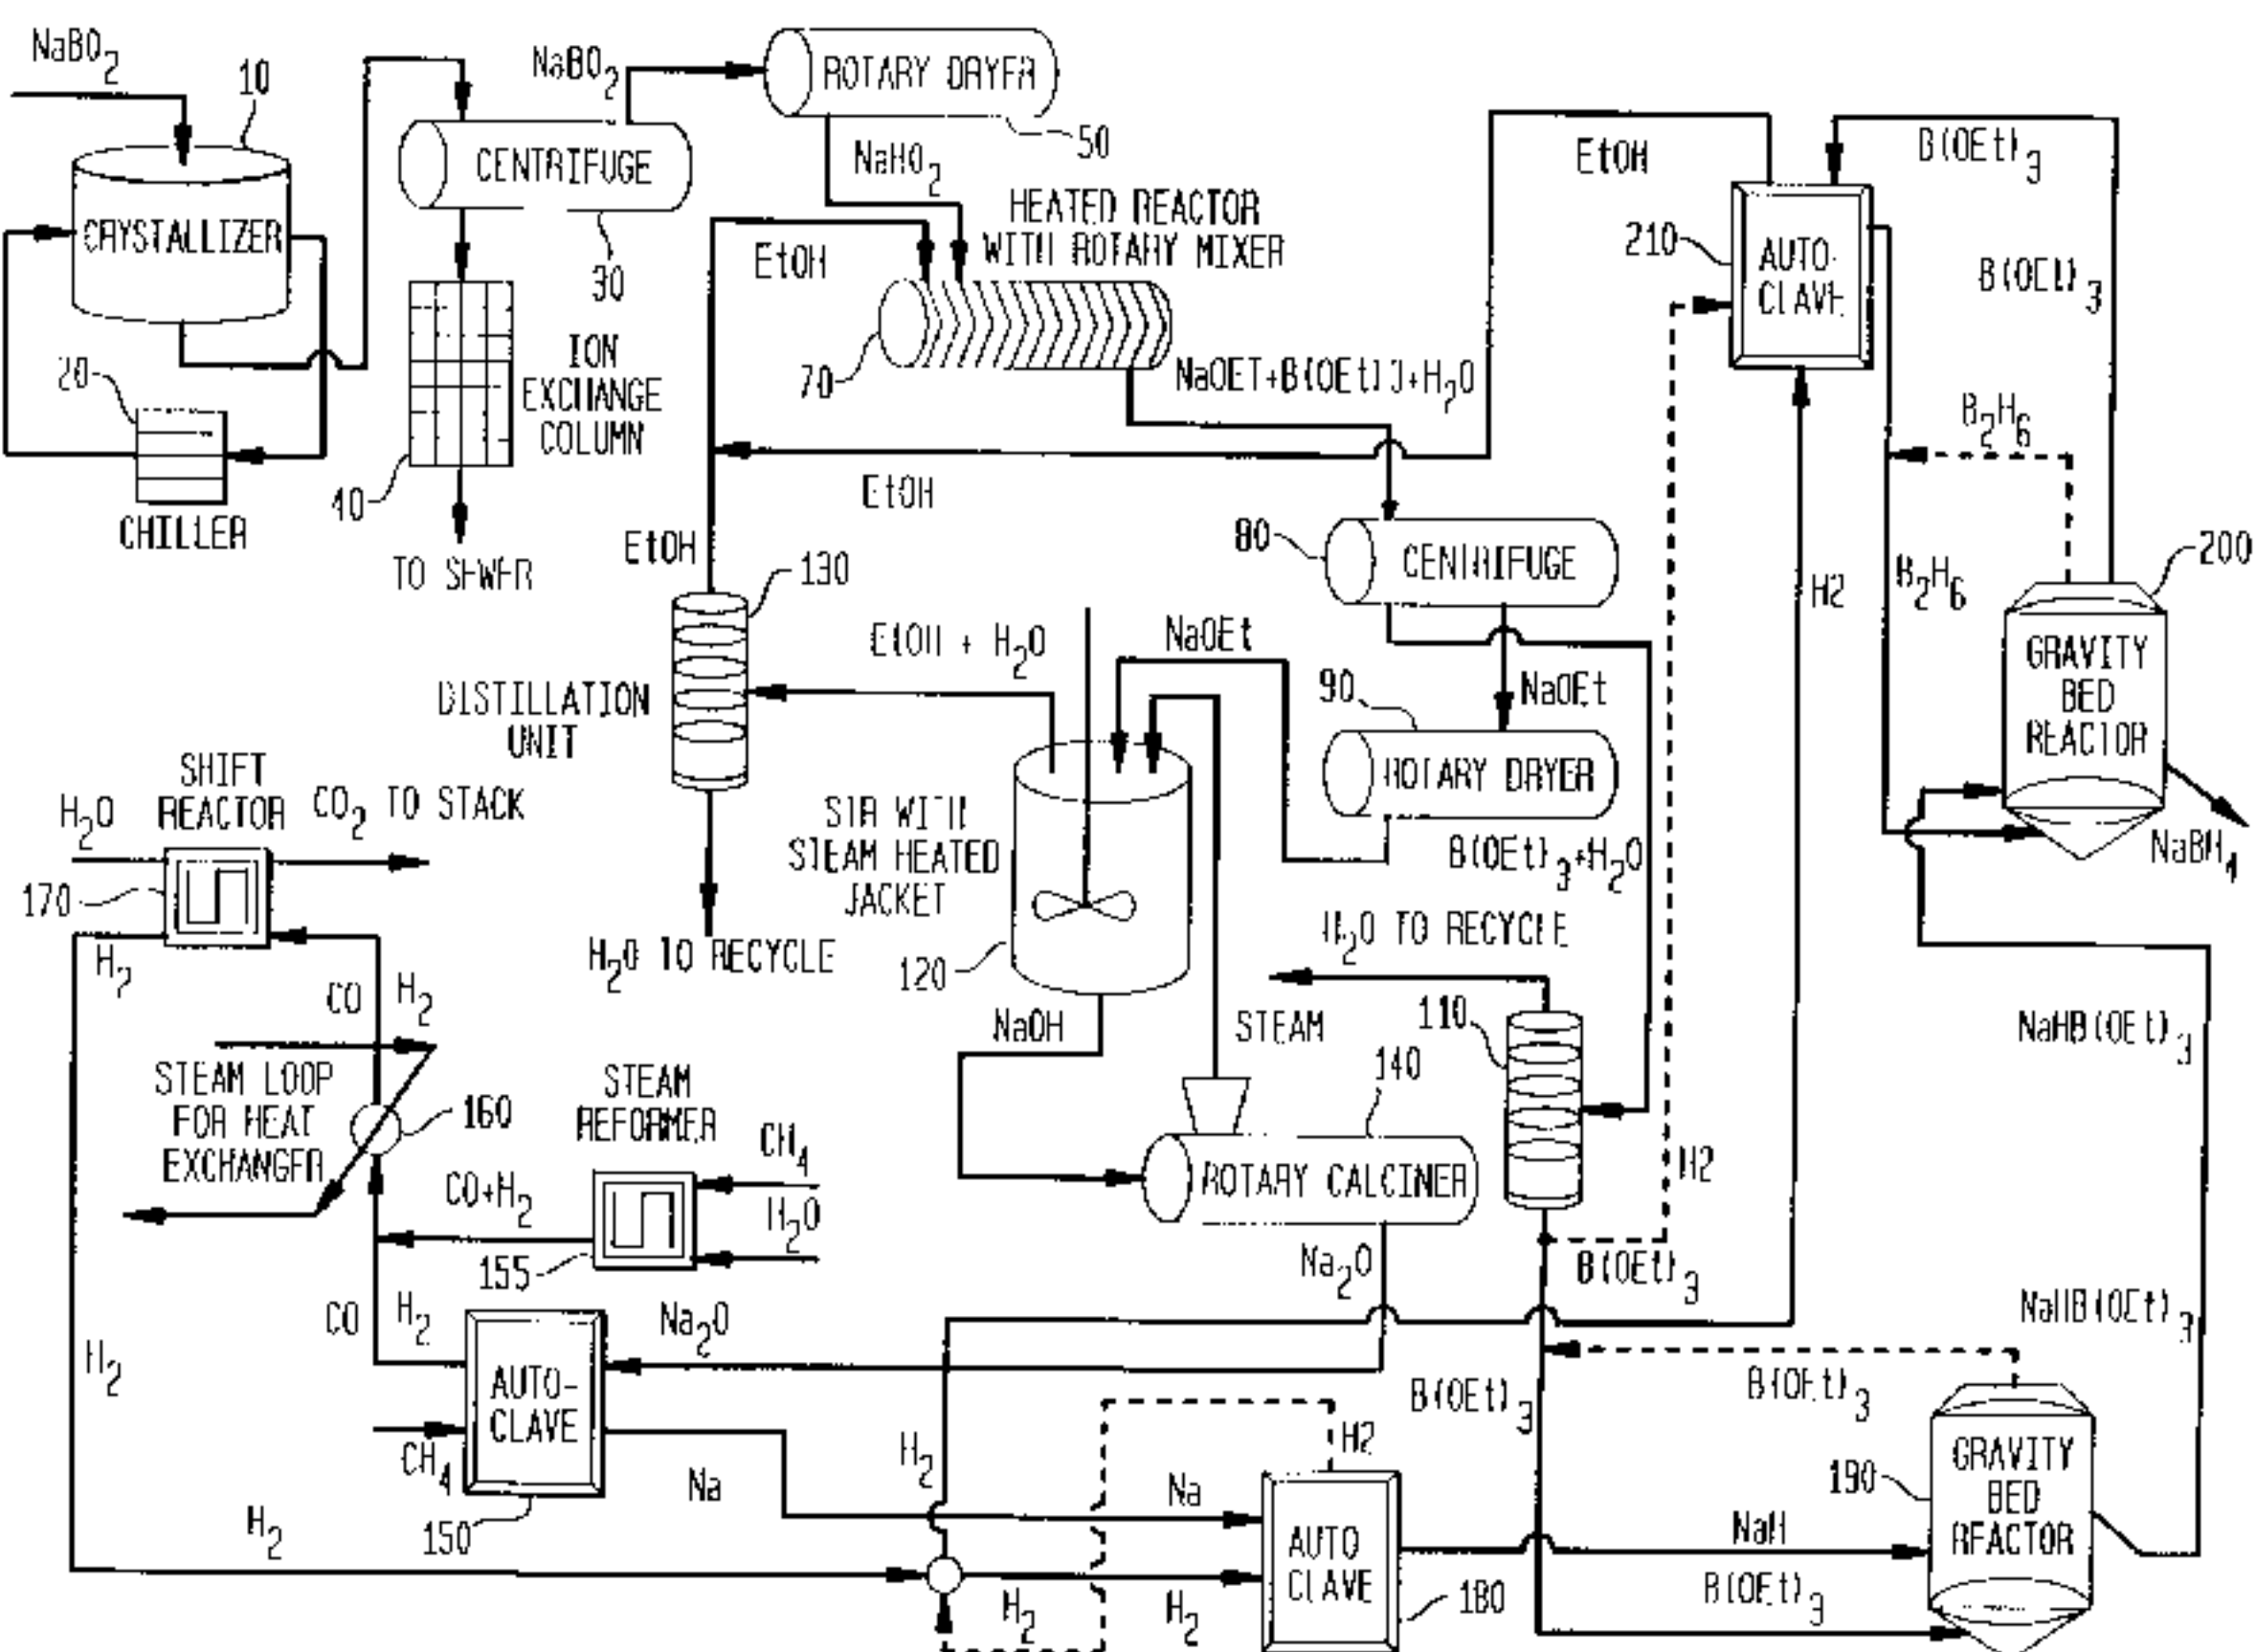 NaBO2
10
CRYSTALLIZER
20
CHILLER
NaBO2
CENTRIFUGE
30
ION
EXCHANGE
COLUMN
40
TO SEWER
ROTARY DRYER
50
NaHO2
HEATED REACTOR
WITH ROTARY MIXER
EtOH
70
NaOET+B(OEt)3+H2O
EtOH
B(OEt)3
210
AUTO-
CLAVE
B(OEt)3
B2H6
EtOH
EtOH
130
80
CENTRIFUGE
H2
B2H6
200
GRAVITY
BED
REACTOR
NaBH4
EtOH + H2O
NaOEt
90
NaOEt
ROTARY DRYER
DISTILLATION
UNIT
STR WITH
STEAM HEATED
JACKET
B(OEt)3+H2O
SHIFT
REACTOR
H2O
CO2 TO STACK
170
H2
H2O TO RECYCLE
120
H2O TO RECYCLE
CO
H2
NaOH
STEAM
110
140
NaHB(OEt)3
STEAM LOOP
FOR HEAT
EXCHANGER
160
STEAM
REFORMER
CH4
H2O
CO+H2
155
ROTARY CALCINER
H2
Na2O
B(OEt)3
CO
H2
Na2O
NaHB(OEt)3
H2
AUTO-
CLAVE
CH4
150
Na
H2
B(OEt)3
B(OEt)3
H2
Na
190
GRAVITY
BED
REACTOR
H2
AUTO
CLAVE
180
NaH
B(OEt)3
H2
H2